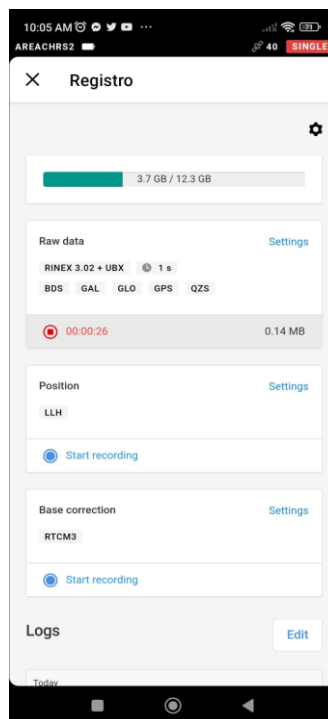 10:05 AM
71
AREACHRS2
40 SINGLE
Registro
3.7 GB / 12.3 GB
Raw data Settings
RINEX 3.02 + UBX 1 s
BDS GAL GLO GPS QZS
00:00:26 0.14 MB
Position Settings
LLH
Start recording
Base correction Settings
RTCM3
Start recording
Logs Edit
Today